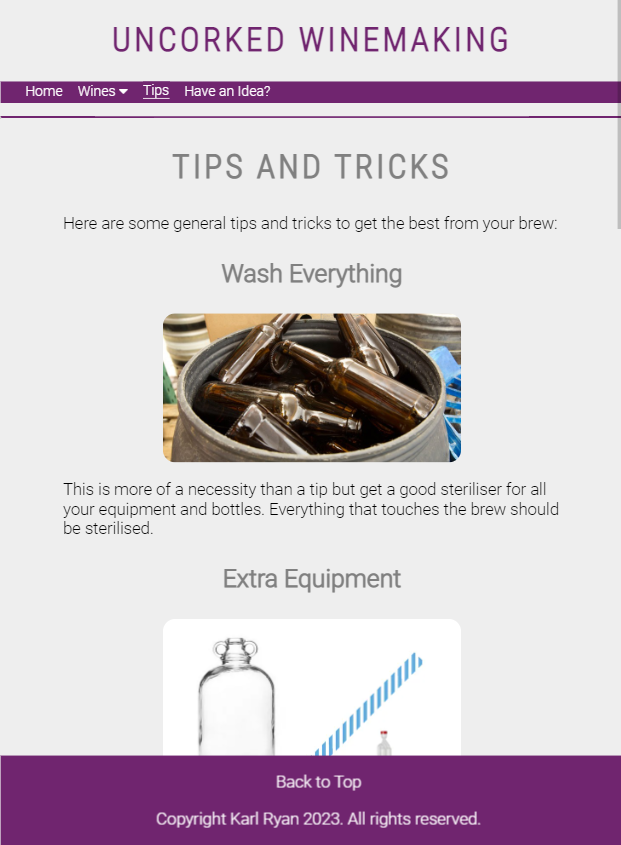 UNCORKED WINEMAKING
Home Wines Tips Have an Idea?
TIPS AND TRICKS
Here are some general tips and tricks to get the best from your brew:
Wash Everything
This is more of a necessity than a tip but get a good steriliser for all
your equipment and bottles. Everything that touches the brew should
be sterilised.
Extra Equipment
Back to Top
Copyright Karl Ryan 2023. All rights reserved.